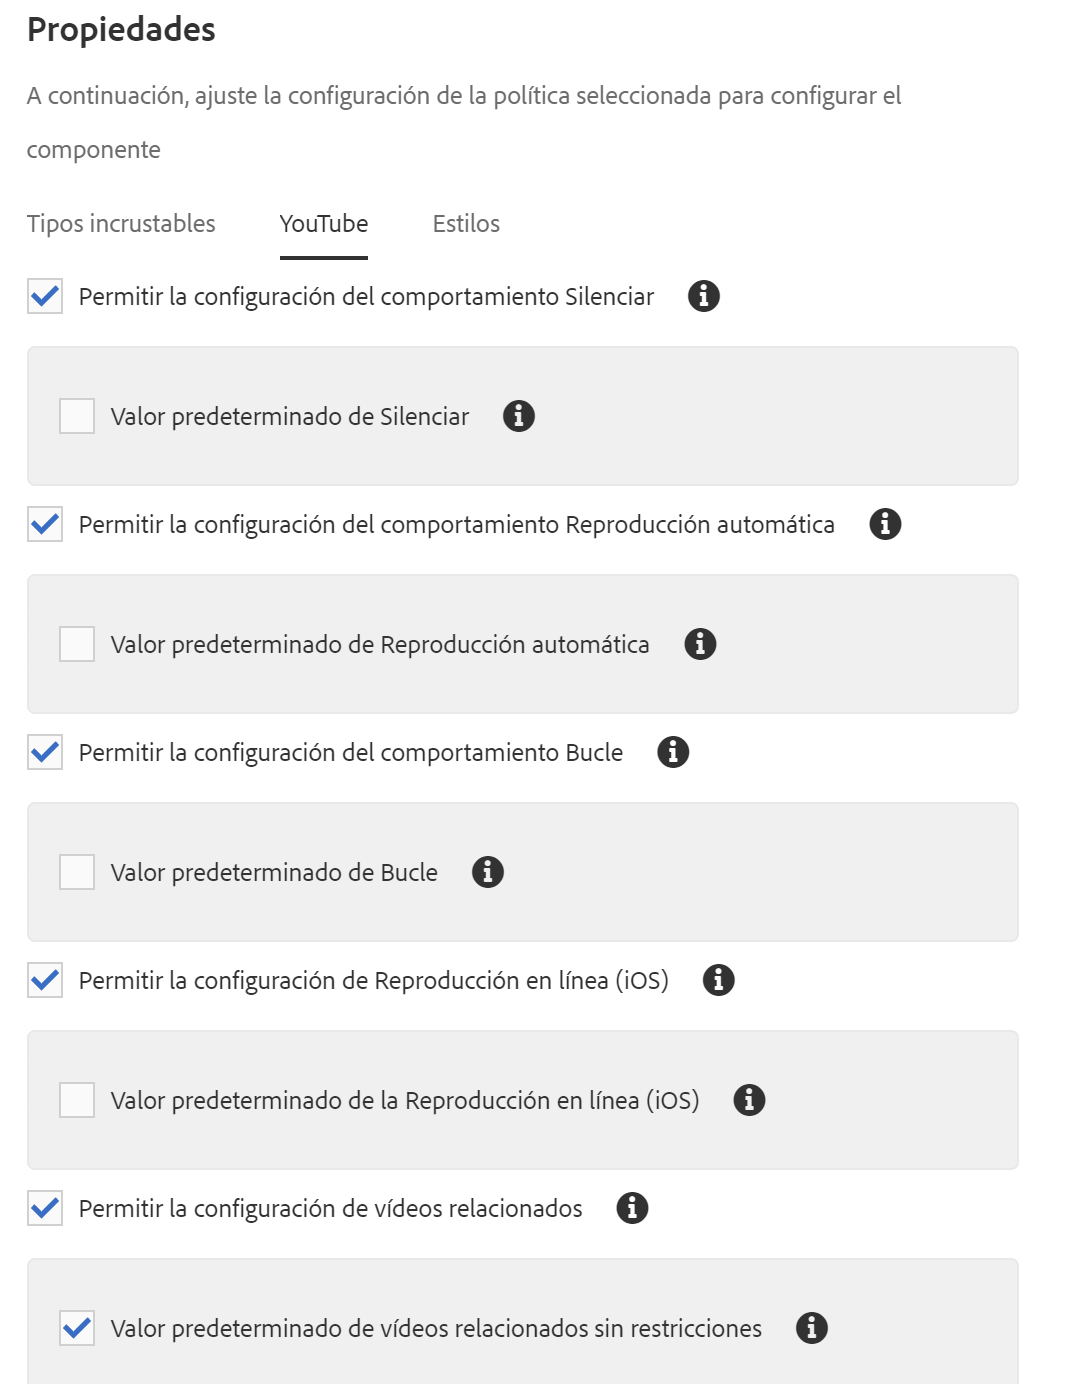 Propiedades
A continuación, ajuste la configuración de la política seleccionada para configurar el
componente
Tipos incrustables YouTube Estilos
Permitir la configuración del comportamiento Silenciar
Valor predeterminado de Silenciar
Permitir la configuración del comportamiento Reproducción automática
Valor predeterminado de Reproducción automática
Permitir la configuración del comportamiento Bucle
Valor predeterminado de Bucle
Permitir la configuración de Reproducción en línea (iOS)
Valor predeterminado de la Reproducción en línea (iOS)
Permitir la configuración de vídeos relacionados
Valor predeterminado de vídeos relacionados sin restricciones